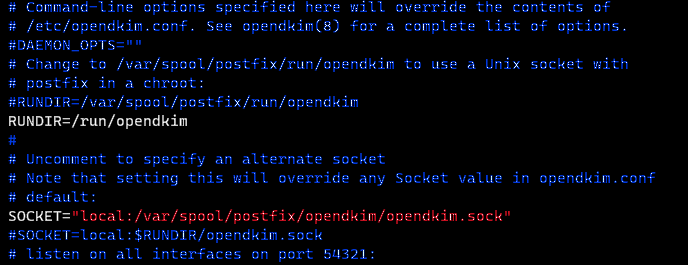 # Command-line options specified here will override the contents of
# /etc/opendkim.conf. See opendkim(8) for a complete list of options.
#DAEMON_OPTS=""
# Change to /var/spool/postfix/run/opendkim to use a Unix socket with
# postfix in a chroot:
#RUNDIR=/var/spool/postfix/run/opendkim
RUNDIR=/run/opendkim
#
# Uncomment to specify an alternate socket
# Note that setting this will override any Socket value in opendkim.conf
# default:
SOCKET="local:/var/spool/postfix/opendkim/opendkim.sock"
#SOCKET=local:$RUNDIR/opendkim.sock
# listen on all interfaces on port 54321: